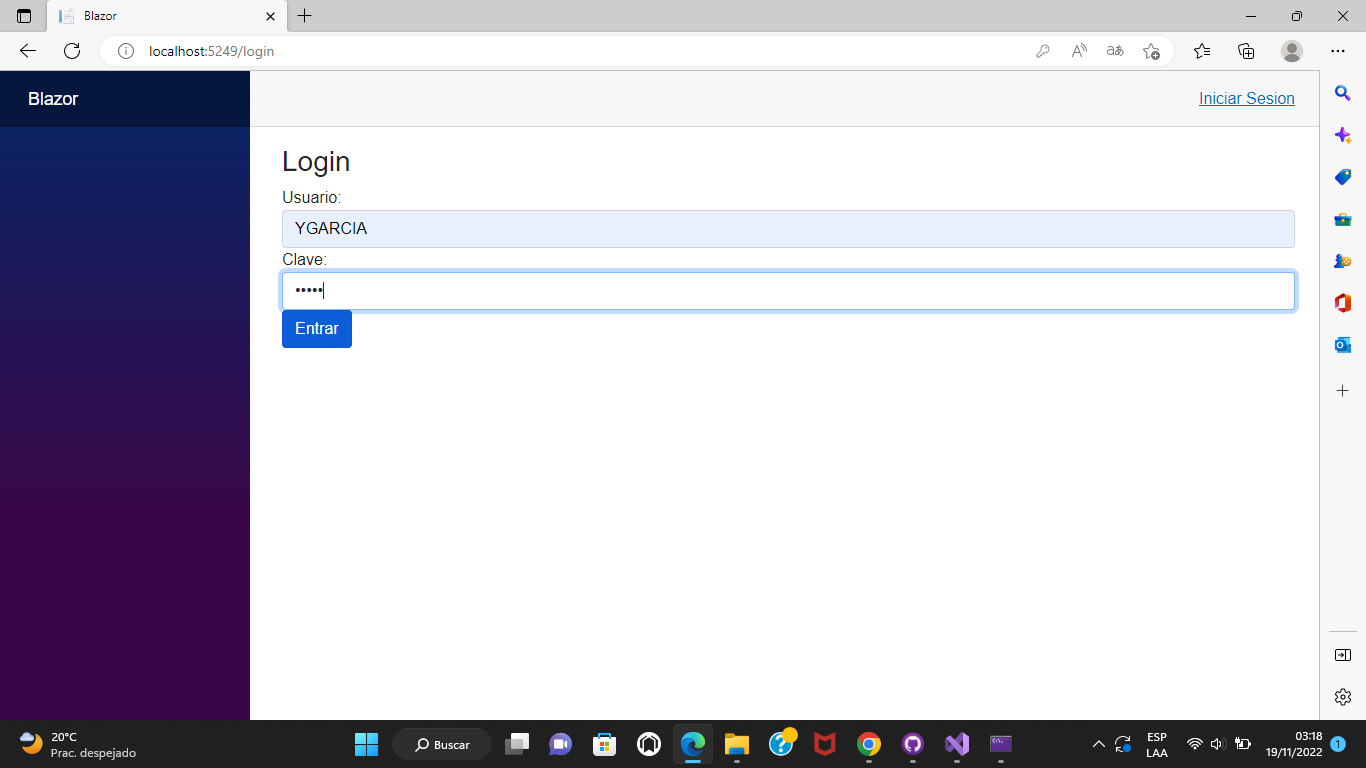 Blazor
localhost:5249/login
Blazor
Iniciar Sesion
Login
Usuario:
YGARCIA
Clave:
•••••
Entrar
20°C
Prac. despejado
Buscar
ESP
LAA
03:18
19/11/2022
1